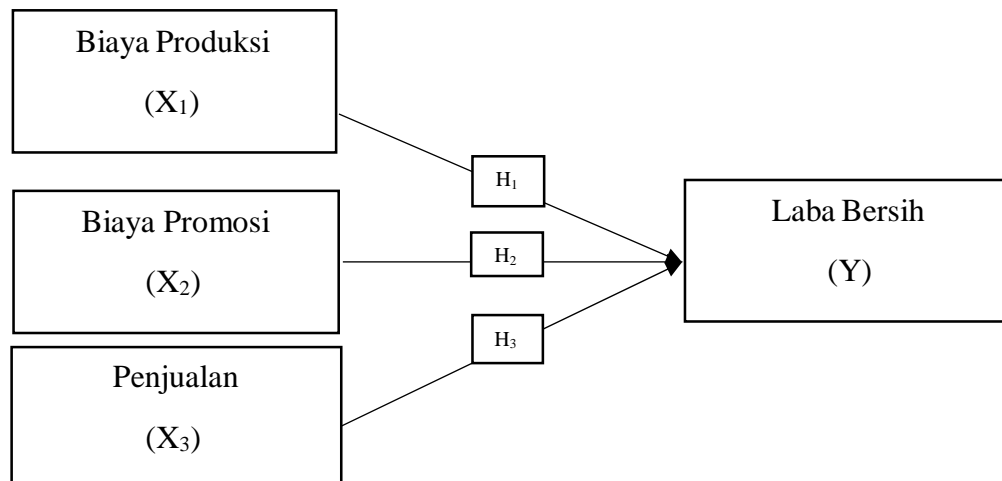 Biaya Produksi
(X₁)
H₁
Biaya Promosi
(X₂)
H₂
Laba Bersih
(Y)
H₃
Penjualan
(X₃)